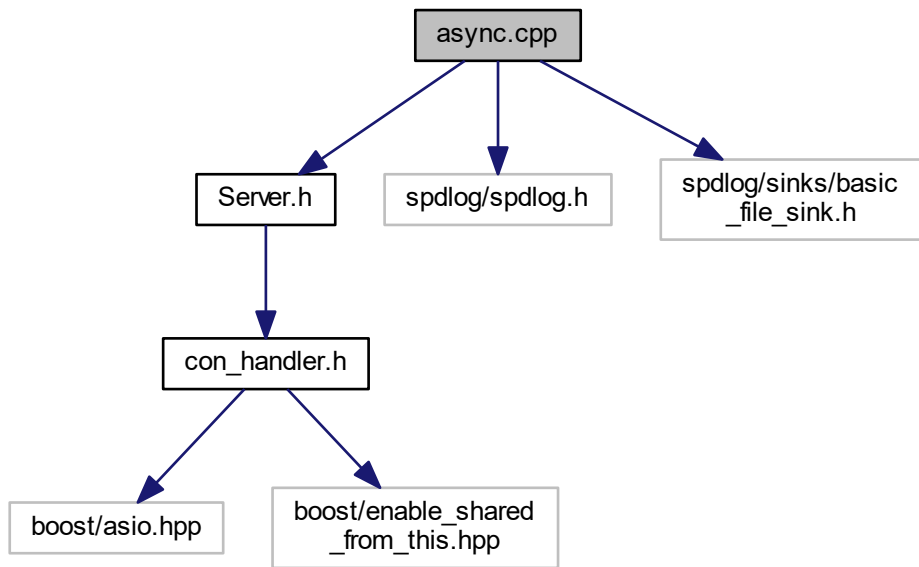 async.cpp
Server.h
spdlog/spdlog.h
spdlog/sinks/basic
_file_sink.h
con_handler.h
boost/asio.hpp
boost/enable_shared
_from_this.hpp